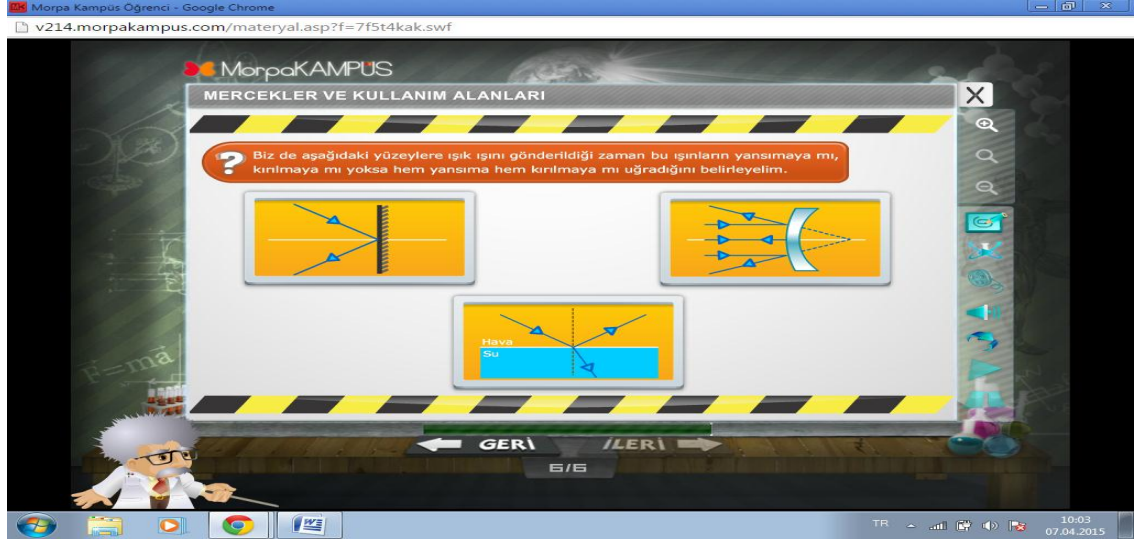 Morpa Kampüs Öğrenci - Google Chrome
v214.morpakampus.com/materyal.asp?f=7f5t4kak.swf
MorpaKAMPÜS
MERCEKLER VE KULLANIM ALANLARI
Biz de aşağıdaki yüzeylere ışık ışını gönderildiği zaman bu ışınların yansımaya mı,
kırılmaya mı yoksa hem yansıma hem kırılmaya mı uğradığını belirleyelim.
Hava
Su
F=ma
GERİ
İLERİ
6/6
TR
10:03
07.04.2015